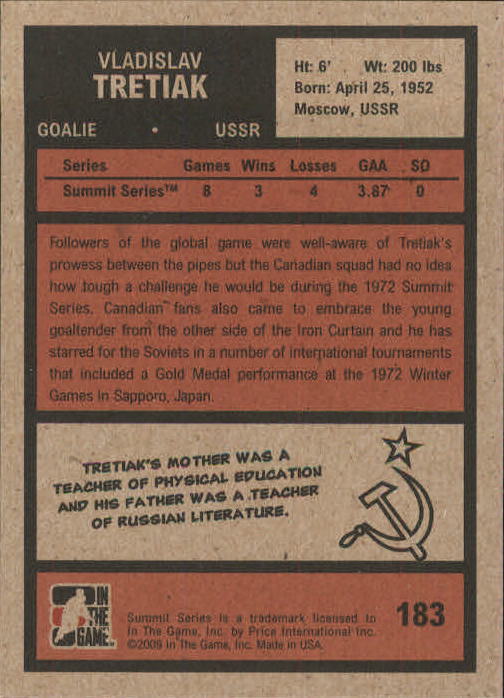 VLADISLAV
TRETIAK
GOALIE • USSR
Ht: 6' Wt: 200 lbs
Born: April 25, 1952
Moscow, USSR
Series Games Wins Losses GAA SO
Summit Series™ 8 3 4 3.87 0
Followers of the global game were well-aware of Tretiak's
prowess between the pipes but the Canadian squad had no idea
how tough a challenge he would be during the 1972 Summit
Series. Canadian fans also came to embrace the young
goaltender from the other side of the Iron Curtain and he has
starred for the Soviets in a number of international tournaments
that included a Gold Medal performance at the 1972 Winter
Games in Sapporo, Japan.
TRETIAK'S MOTHER WAS A
TEACHER OF PHYSICAL EDUCATION
AND HIS FATHER WAS A TEACHER
OF RUSSIAN LITERATURE.
IN
THE
GAME
Summit Series is a trademark licensed to
In The Game, Inc. by Price International Inc.
©2009 In The Game, Inc. Made in USA.
183